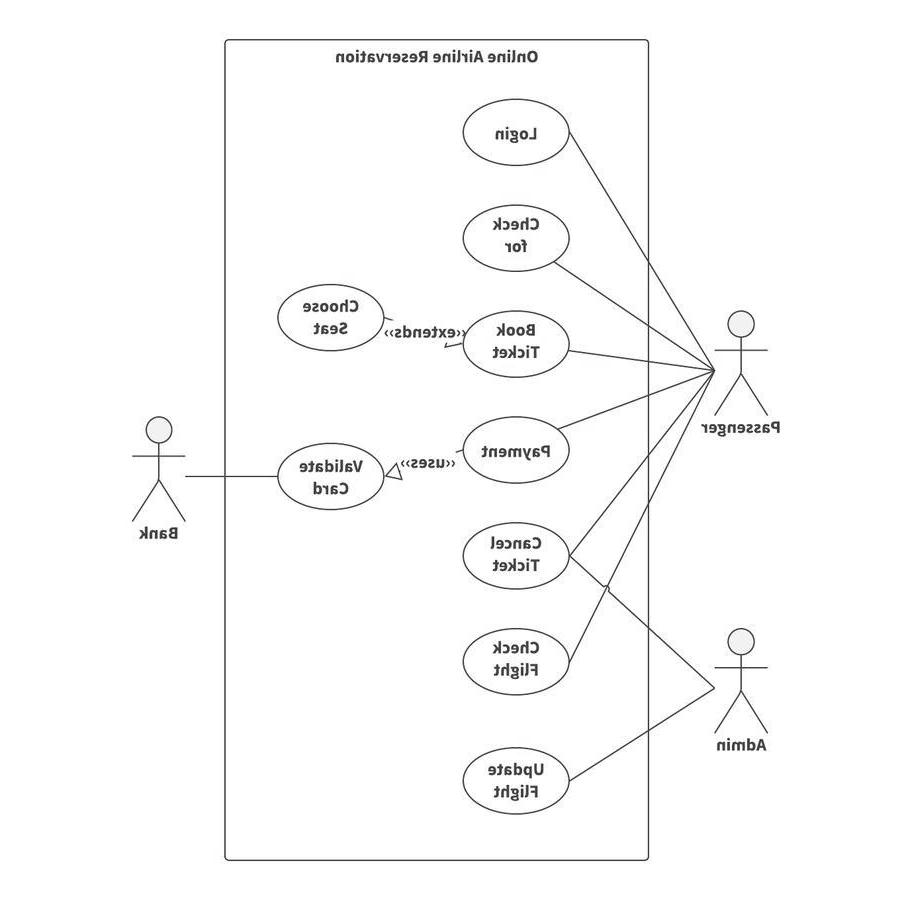 Online Airline Reservation
Login
Check
for
Choose
Seat
‹‹extends››
Book
Ticket
Passenger
Payment
‹‹uses››
Validate
Card
Bank
Cancel
Ticket
Check
Flight
Admin
Update
Flight